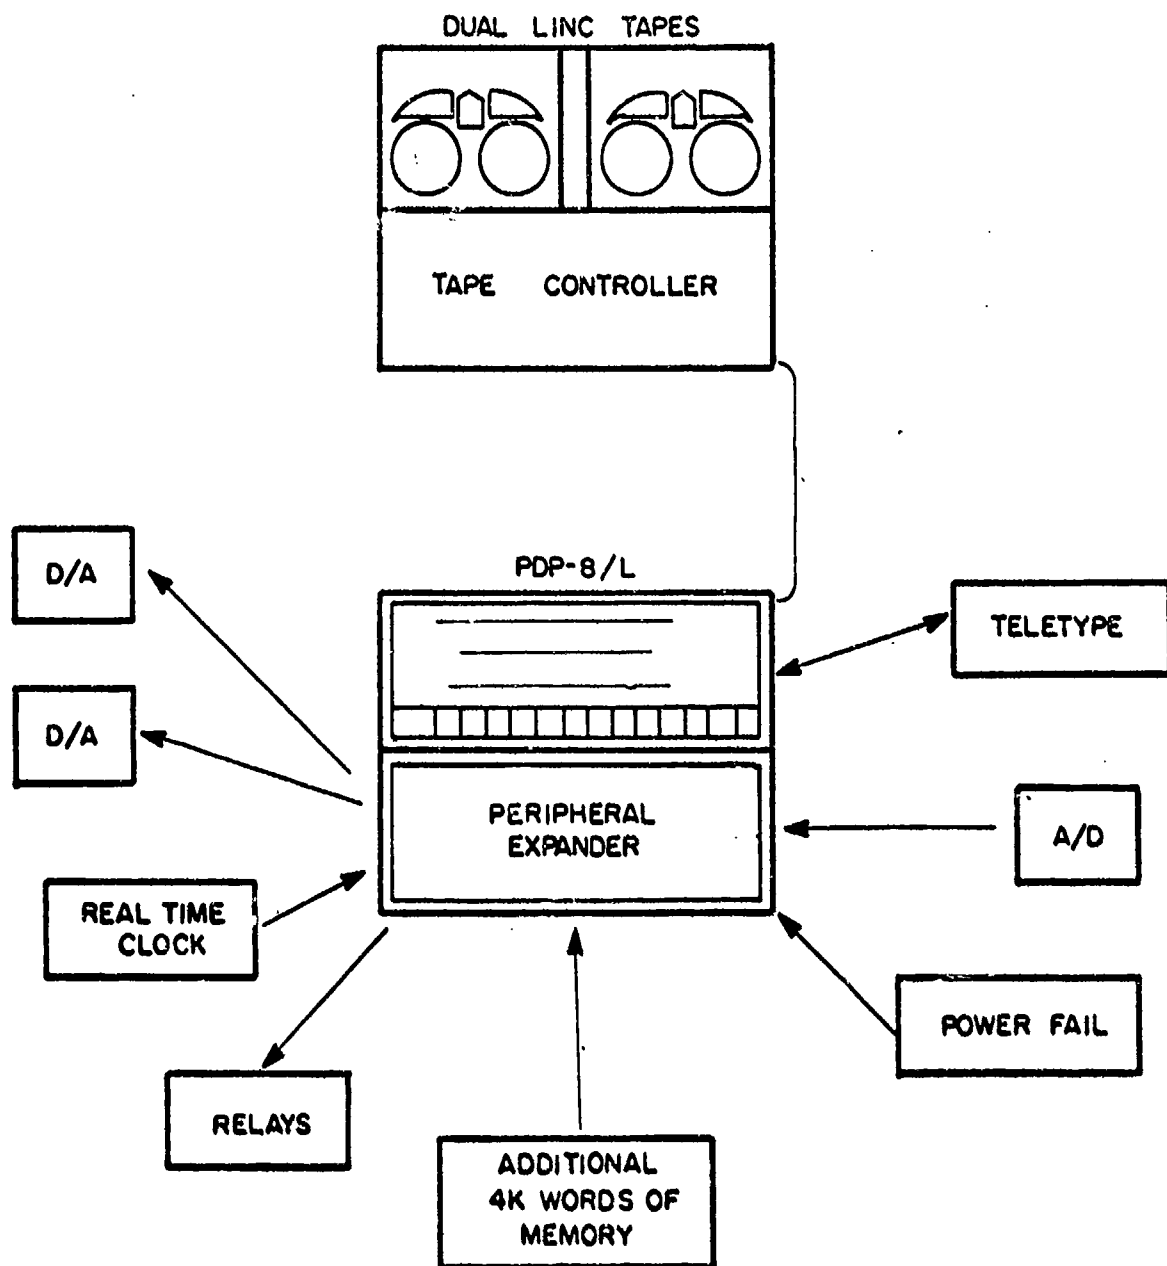 DUAL LINC TAPES
TAPE CONTROLLER
D/A
PDP-8/L
TELETYPE
D/A
PERIPHERAL
EXPANDER
A/D
REAL TIME
CLOCK
POWER FAIL
RELAYS
ADDITIONAL
4K WORDS OF
MEMORY